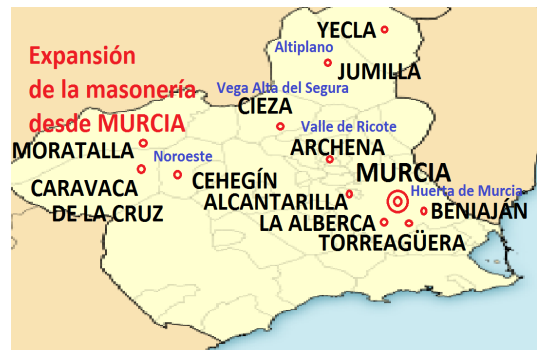 YECLA
Altiplano
JUMILLA
Expansión
de la masonería
desde MURCIA
Vega Alta del Segura
CIEZA
Valle de Ricote
ARCHENA
MORATALLA
Noroeste
CARAVACA
DE LA CRUZ
CEHEGÍN
MURCIA
Huerta de Murcia
ALCANTARILLA
BENIAJÁN
LA ALBERCA
TORREAGÜERA